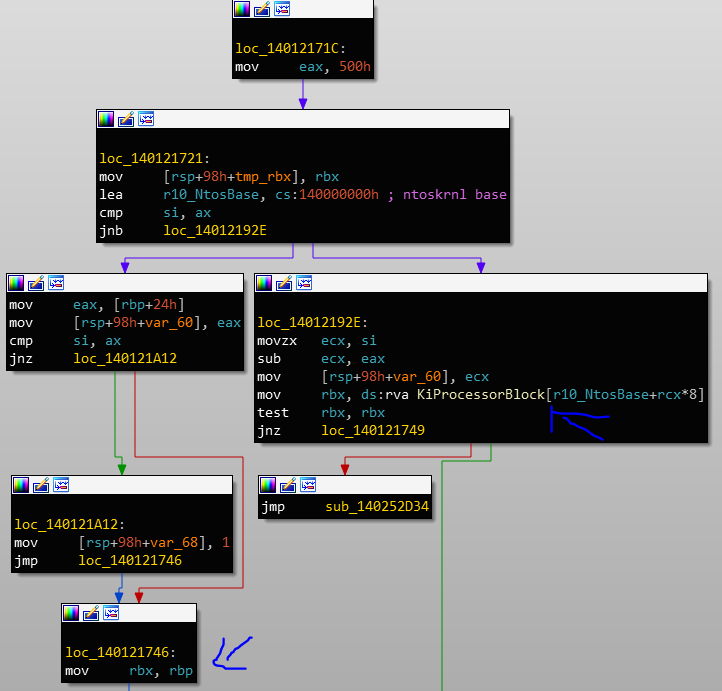 loc_14012171C:
mov eax, 500h
loc_140121721:
mov [rsp+98h+tmp_rbx], rbx
lea r10_NtosBase, cs:140000000h ; ntoskrnl base
cmp si, ax
jnb loc_14012192E
mov eax, [rbp+24h]
mov [rsp+98h+var_60], eax
cmp si, ax
jnz loc_140121A12
loc_14012192E:
movzx ecx, si
sub ecx, eax
mov [rsp+98h+var_60], ecx
mov rbx, ds:rva KiProcessorBlock[r10_NtosBase+rcx*8]
test rbx, rbx
jnz loc_140121749
loc_140121A12:
mov [rsp+98h+var_68], 1
jmp loc_140121746
jmp sub_140252D34
loc_140121746:
mov rbx, rbp